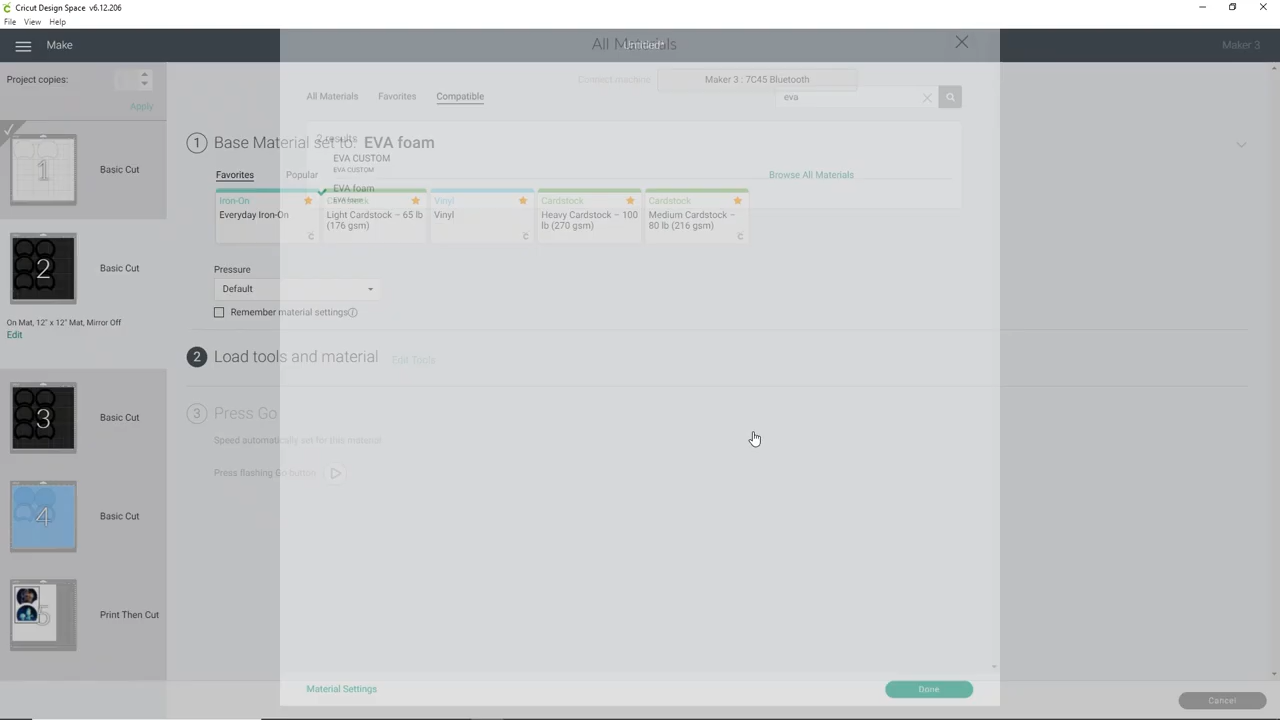 Cricut Design Space v6.12.206
File View Help
Make
Untitled*
Maker 3
All Materials
Project copies:
Apply
Connect machine
Maker 3 : 7C45 Bluetooth
All Materials Favorites Compatible
eva
1 Base Material set to: EVA foam
2 results
EVA CUSTOM
EVA CUSTOM
EVA foam
EVA foam
Favorites Popular Browse All Materials
Iron-On
Everyday Iron-On
Cardstock
Light Cardstock – 65 lb (176 gsm)
Vinyl
Vinyl
Cardstock
Heavy Cardstock – 100 lb (270 gsm)
Cardstock
Medium Cardstock – 80 lb (216 gsm)
Pressure
Default
Remember material settings
2 Load tools and material Edit Tools
3 Press Go
Speed automatically set for this material
Press flashing Go button
1 Basic Cut
2 Basic Cut
On Mat, 12" x 12" Mat, Mirror Off
Edit
3 Basic Cut
4 Basic Cut
5 Print Then Cut
Material Settings
Done
Cancel